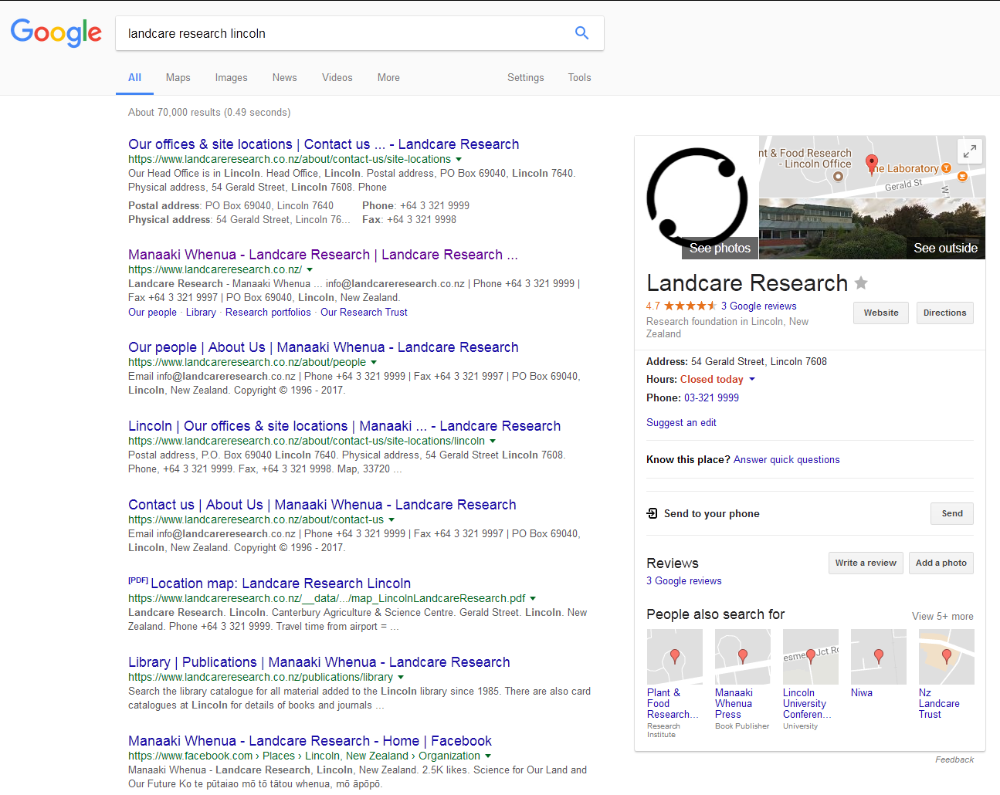 Google
landcare research lincoln
All Maps Images News Videos More Settings Tools
About 70,000 results (0.49 seconds)
Our offices & site locations | Contact us ... - Landcare Research
https://www.landcareresearch.co.nz/about/contact-us/site-locations
Our Head Office is in Lincoln. Head Office, Lincoln. Postal address, PO Box 69040, Lincoln 7640.
Physical address, 54 Gerald Street, Lincoln 7608. Phone
Postal address: PO Box 69040, Lincoln 7640 Phone: +64 3 321 9999
Physical address: 54 Gerald Street, Lincoln 76... Fax: +64 3 321 9998
Manaaki Whenua - Landcare Research | Landcare Research ...
https://www.landcareresearch.co.nz/
Landcare Research - Manaaki Whenua ... info@landcareresearch.co.nz | Phone +64 3 321 9999 |
Fax +64 3 321 9997 | PO Box 69040, Lincoln, New Zealand.
Our people · Library · Research portfolios · Our Research Trust
Our people | About Us | Manaaki Whenua - Landcare Research
https://www.landcareresearch.co.nz/about/people
Email info@landcareresearch.co.nz | Phone +64 3 321 9999 | Fax +64 3 321 9997 | PO Box 69040,
Lincoln, New Zealand. Copyright © 1996 - 2017.
Lincoln | Our offices & site locations | Manaaki ... - Landcare Research
https://www.landcareresearch.co.nz/about/contact-us/site-locations/lincoln
Postal address, P.O. Box 69040 Lincoln 7640. Physical address, 54 Gerald Street Lincoln 7608.
Phone, +64 3 321 9999. Fax, +64 3 321 9998. Map, 33720 ...
Contact us | About Us | Manaaki Whenua - Landcare Research
https://www.landcareresearch.co.nz/about/contact-us
Email info@landcareresearch.co.nz | Phone +64 3 321 9999 | Fax +64 3 321 9997 | PO Box 69040,
Lincoln, New Zealand. Copyright © 1996 - 2017.
[PDF] Location map: Landcare Research Lincoln
https://www.landcareresearch.co.nz/__data/.../map_LincolnLandcareResearch.pdf
Landcare Research. Lincoln. Canterbury Agriculture & Science Centre. Gerald Street. Lincoln. New
Zealand. Phone +64 3 321 9999. Travel time from airport = ...
Library | Publications | Manaaki Whenua - Landcare Research
https://www.landcareresearch.co.nz/publications/library
Search the library catalogue for all material added to the Lincoln library since 1985. There are also card
catalogues at Lincoln for details of books and journals ...
Manaaki Whenua - Landcare Research - Home | Facebook
https://www.facebook.com › Places › Lincoln, New Zealand › Organization
Manaaki Whenua - Landcare Research, Lincoln, New Zealand. 2.5K likes. Science for Our Land and
Our Future Ko te pūtaiao mō tō tātou whenua, mō āpōpō.
nt & Food Research
- Lincoln Office
he Laboratory
Gerald St
W
See photos
See outside
Landcare Research
4.7 3 Google reviews
Research foundation in Lincoln, New
Zealand
Website Directions
Address: 54 Gerald Street, Lincoln 7608
Hours: Closed today
Phone: 03-321 9999
Suggest an edit
Know this place? Answer quick questions
Send to your phone Send
Reviews Write a review Add a photo
3 Google reviews
People also search for View 5+ more
esmes Jct Ro
Plant &
Food
Research...
Research
Institute
Manaaki
Whenua
Press
Book Publisher
Lincoln
University
Conferen...
University
Niwa
Nz
Landcare
Trust
Feedback